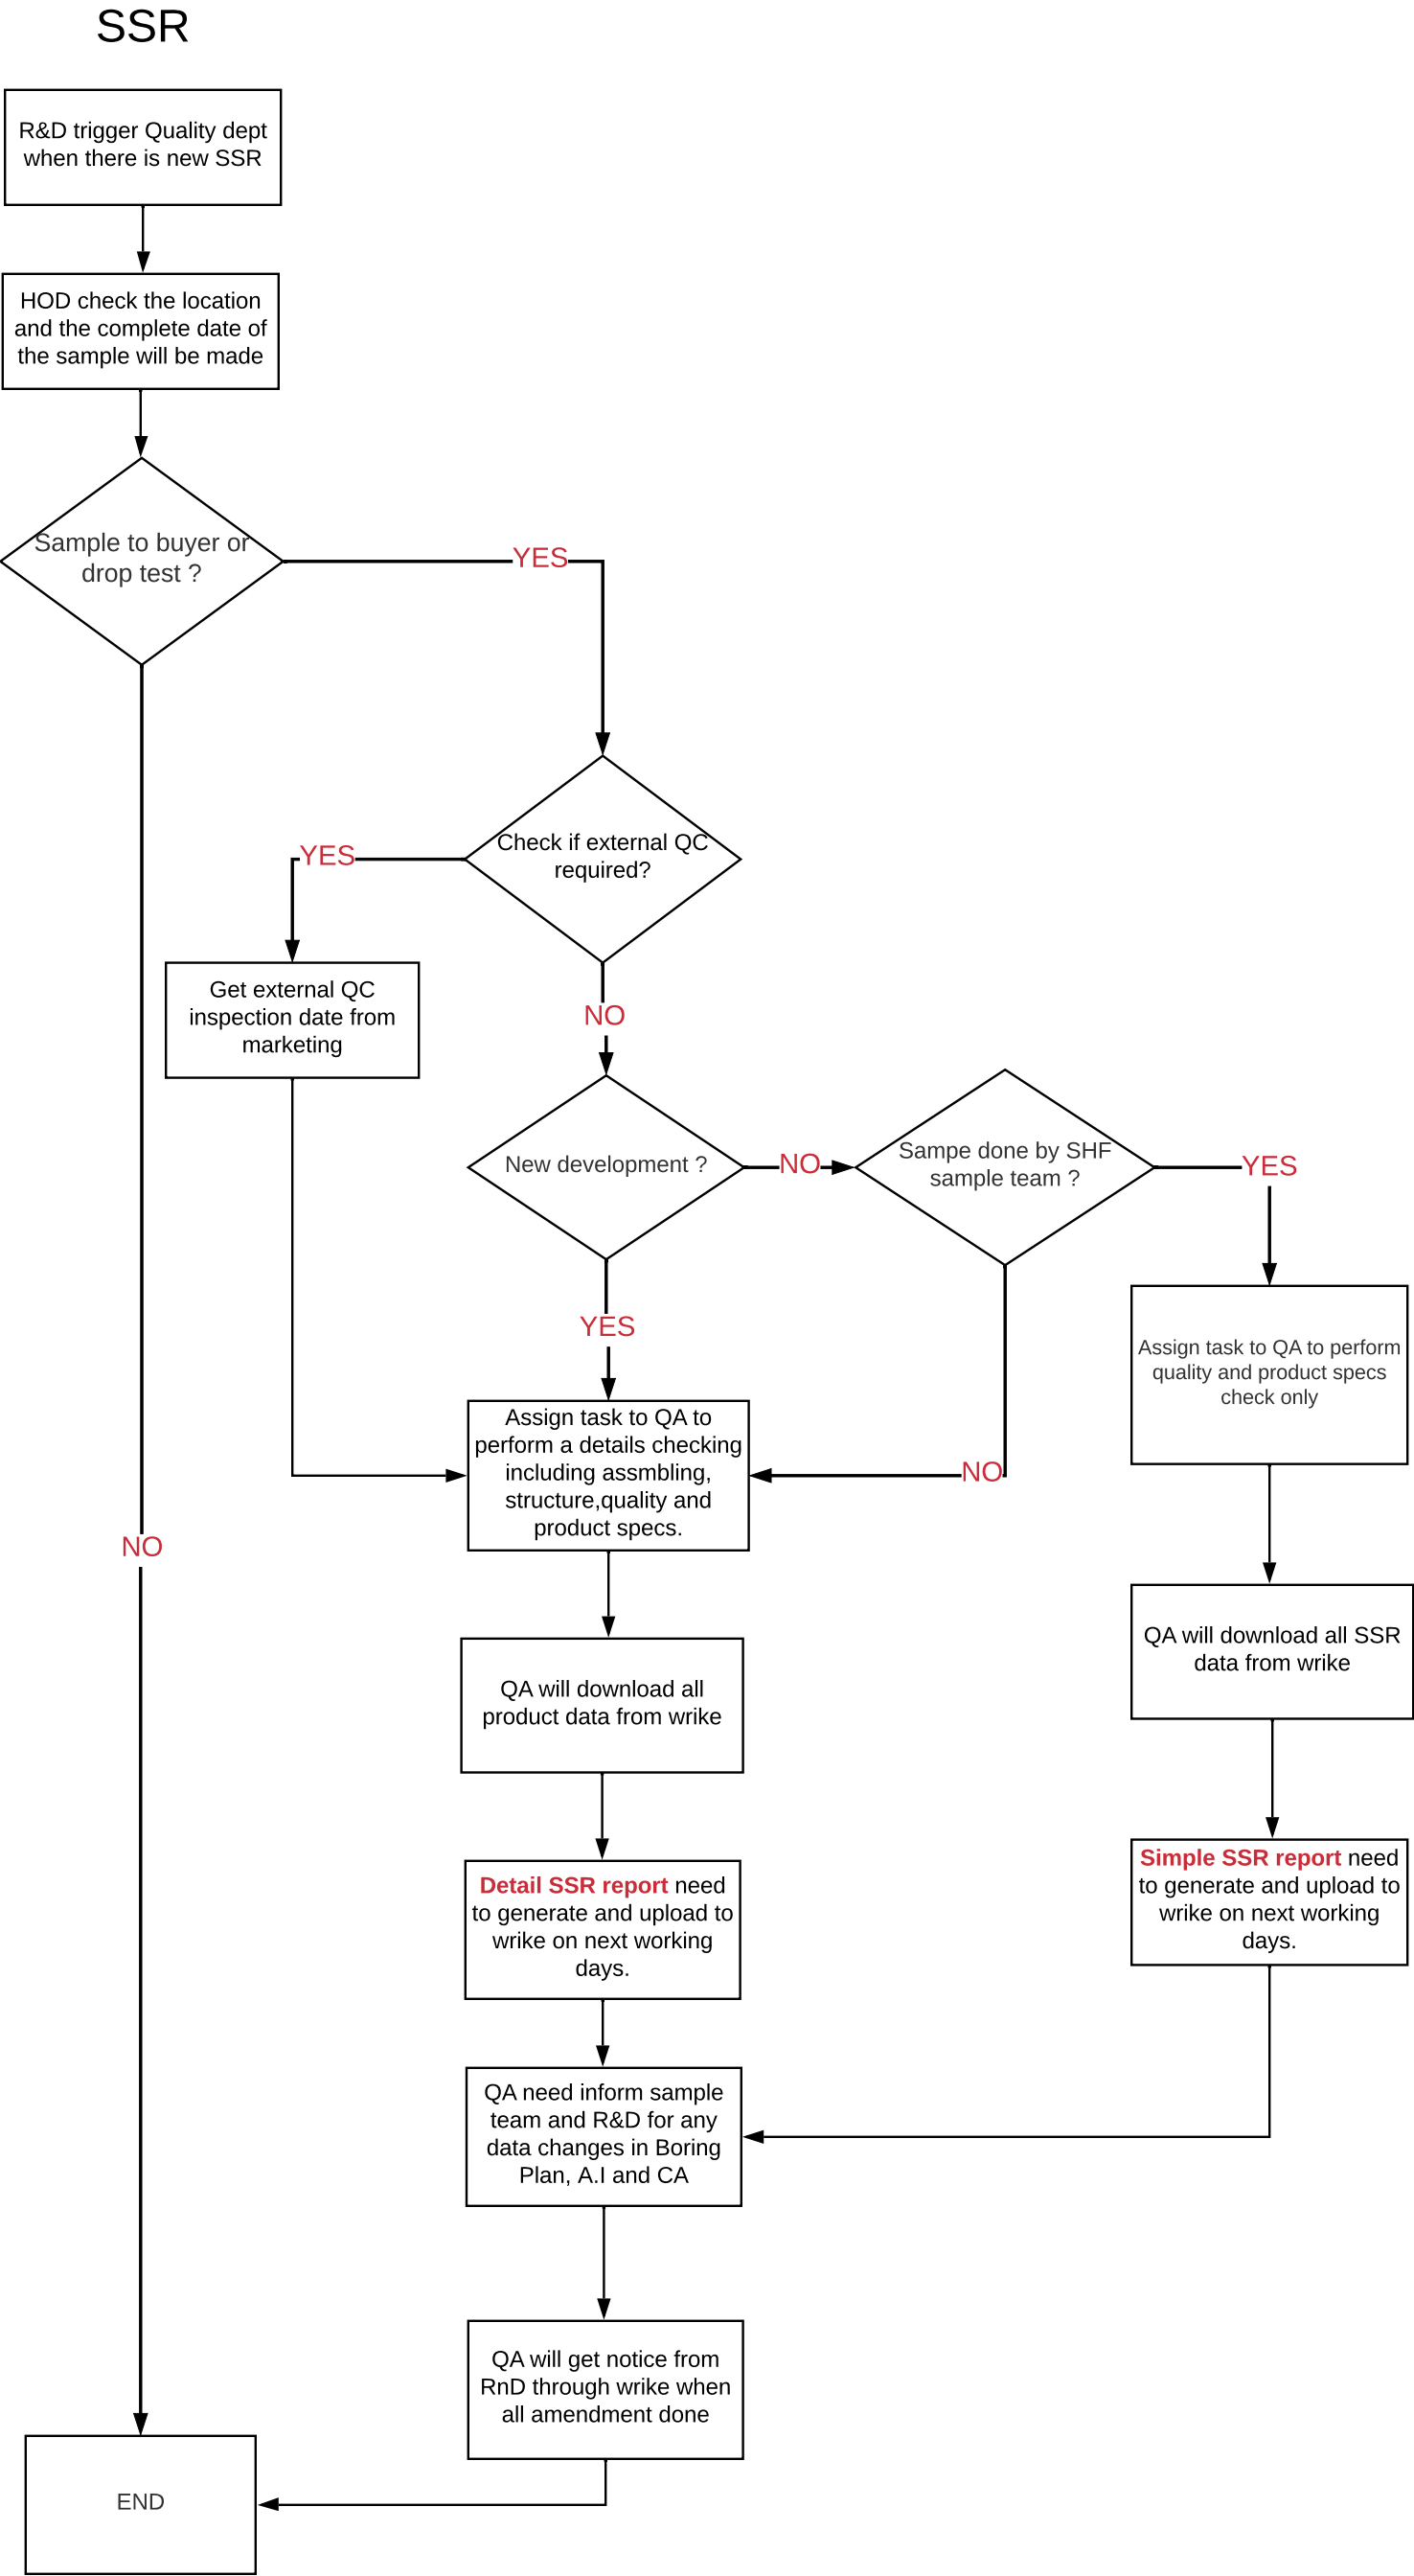 SSR
R&D trigger Quality dept
when there is new SSR
HOD check the location
and the complete date of
the sample will be made
Sample to buyer or
drop test ?
YES
Check if external QC
required?
YES
Get external QC
inspection date from
marketing
NO
New development ?
NO
Sampe done by SHF
sample team ?
YES
Assign task to QA to perform
quality and product specs
check only
YES
Assign task to QA to
perform a details checking
including assmbling,
structure,quality and
product specs.
NO
NO
QA will download all SSR
data from wrike
QA will download all
product data from wrike
Simple SSR report need
to generate and upload to
wrike on next working
days.
Detail SSR report need
to generate and upload to
wrike on next working
days.
QA need inform sample
team and R&D for any
data changes in Boring
Plan, A.I and CA
QA will get notice from
RnD through wrike when
all amendment done
END